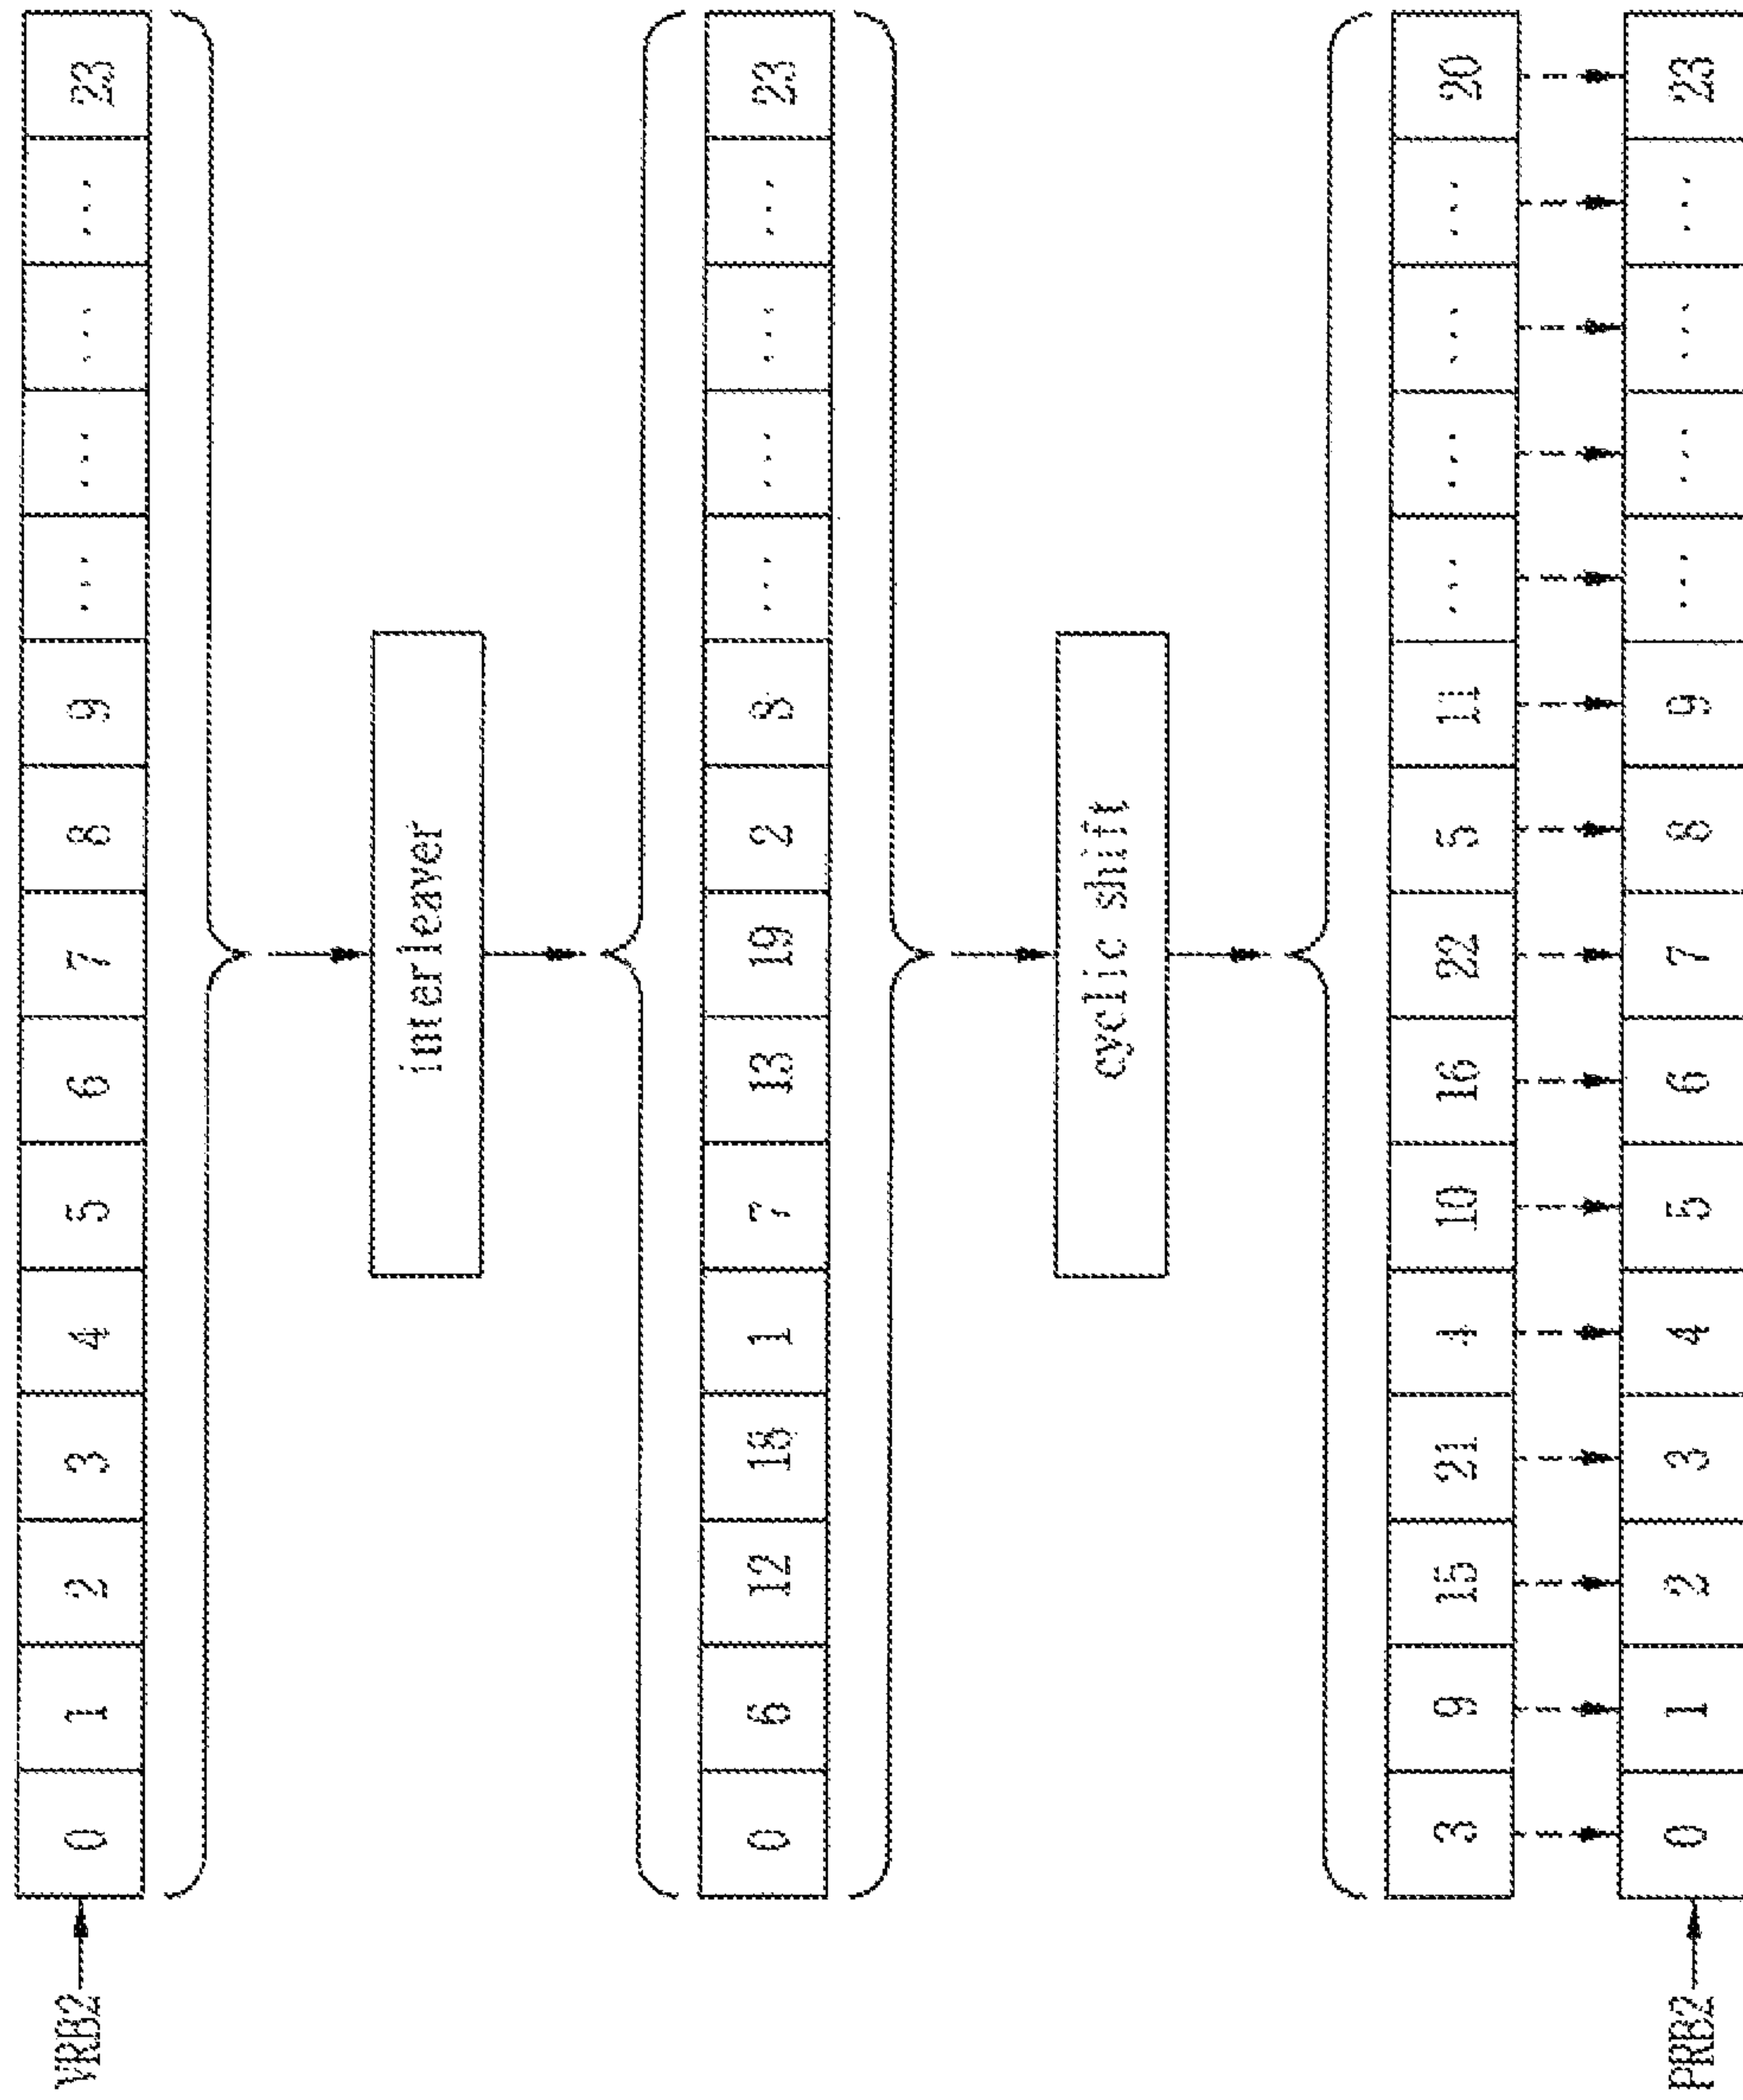 VRB2
0 1 2 3 4 5 6 7 8 9 ... ... ... ... 23
interleaver
0 6 12 18 1 7 13 19 2 8 ... ... ... ... 23
cyclic shift
3 9 15 21 4 10 16 22 5 11 ... ... ... ... 20
0 1 2 3 4 5 6 7 8 9 ... ... ... ... 23
PRB2